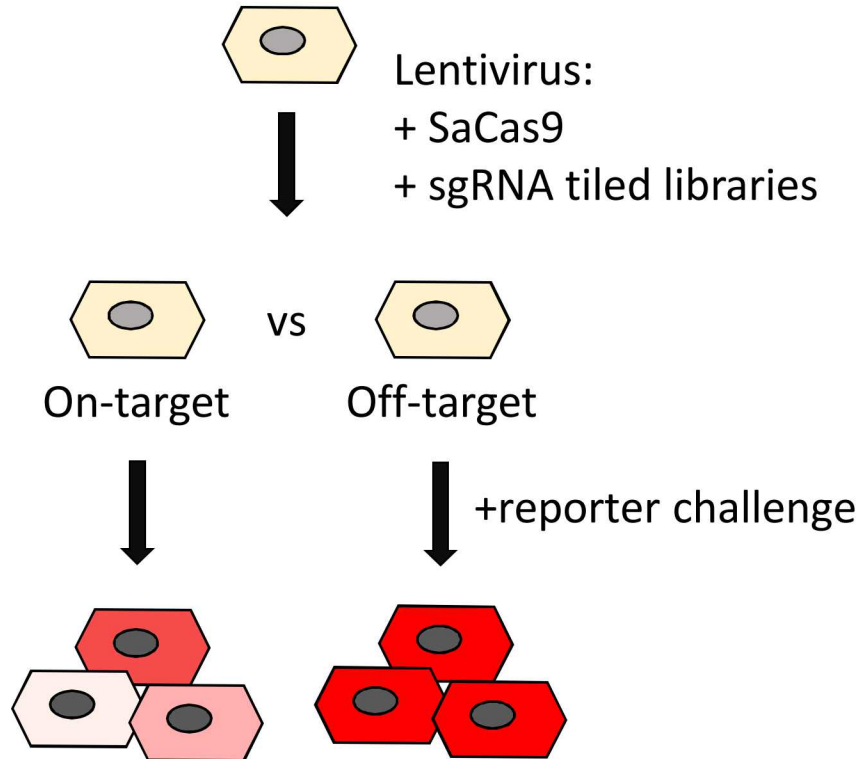 Lentivirus:
+ SaCas9
+ sgRNA tiled libraries
vs
On-target
Off-target
+reporter challenge